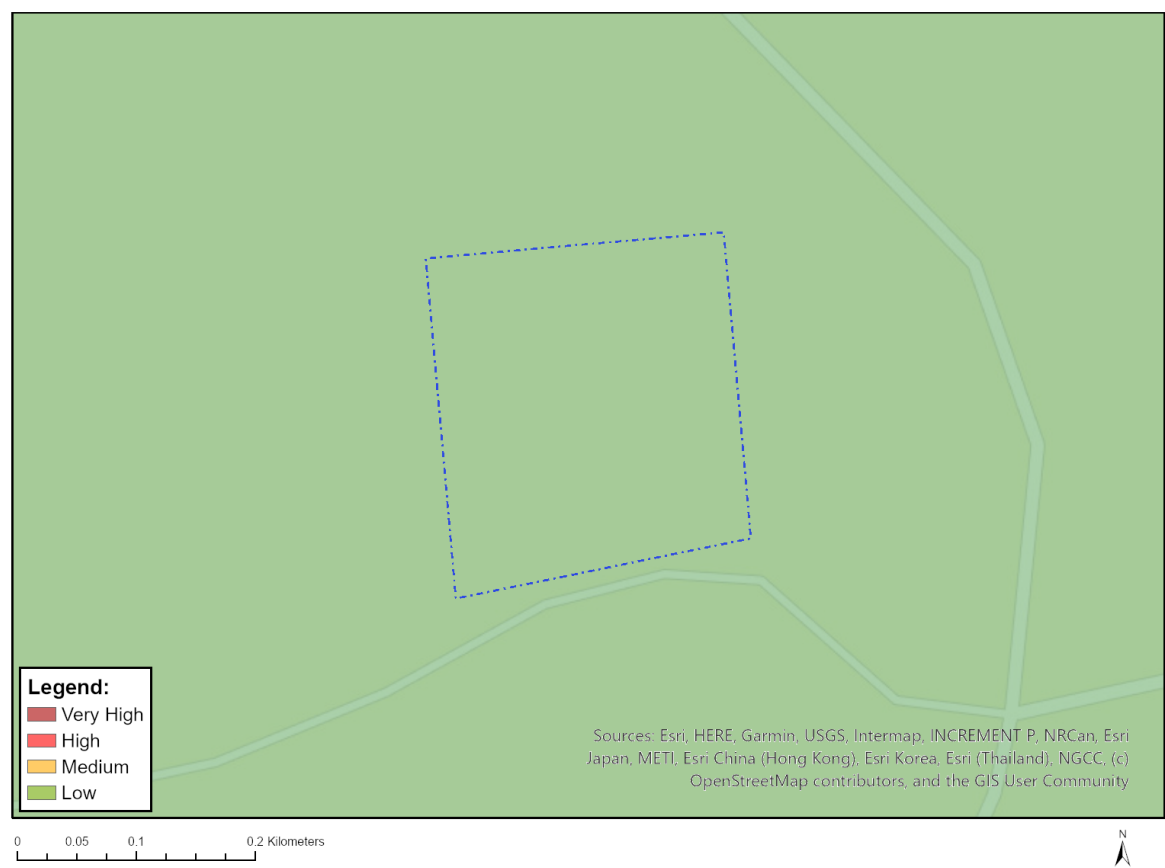 Legend:
Very High
High
Medium
Low
Sources: Esri, HERE, Garmin, USGS, Intermap, INCREMENT P, NRCan, Esri
Japan, METI, Esri China (Hong Kong), Esri Korea, Esri (Thailand), NGCC, (c)
OpenStreetMap contributors, and the GIS User Community
0 0.05 0.1 0.2 Kilometers
N